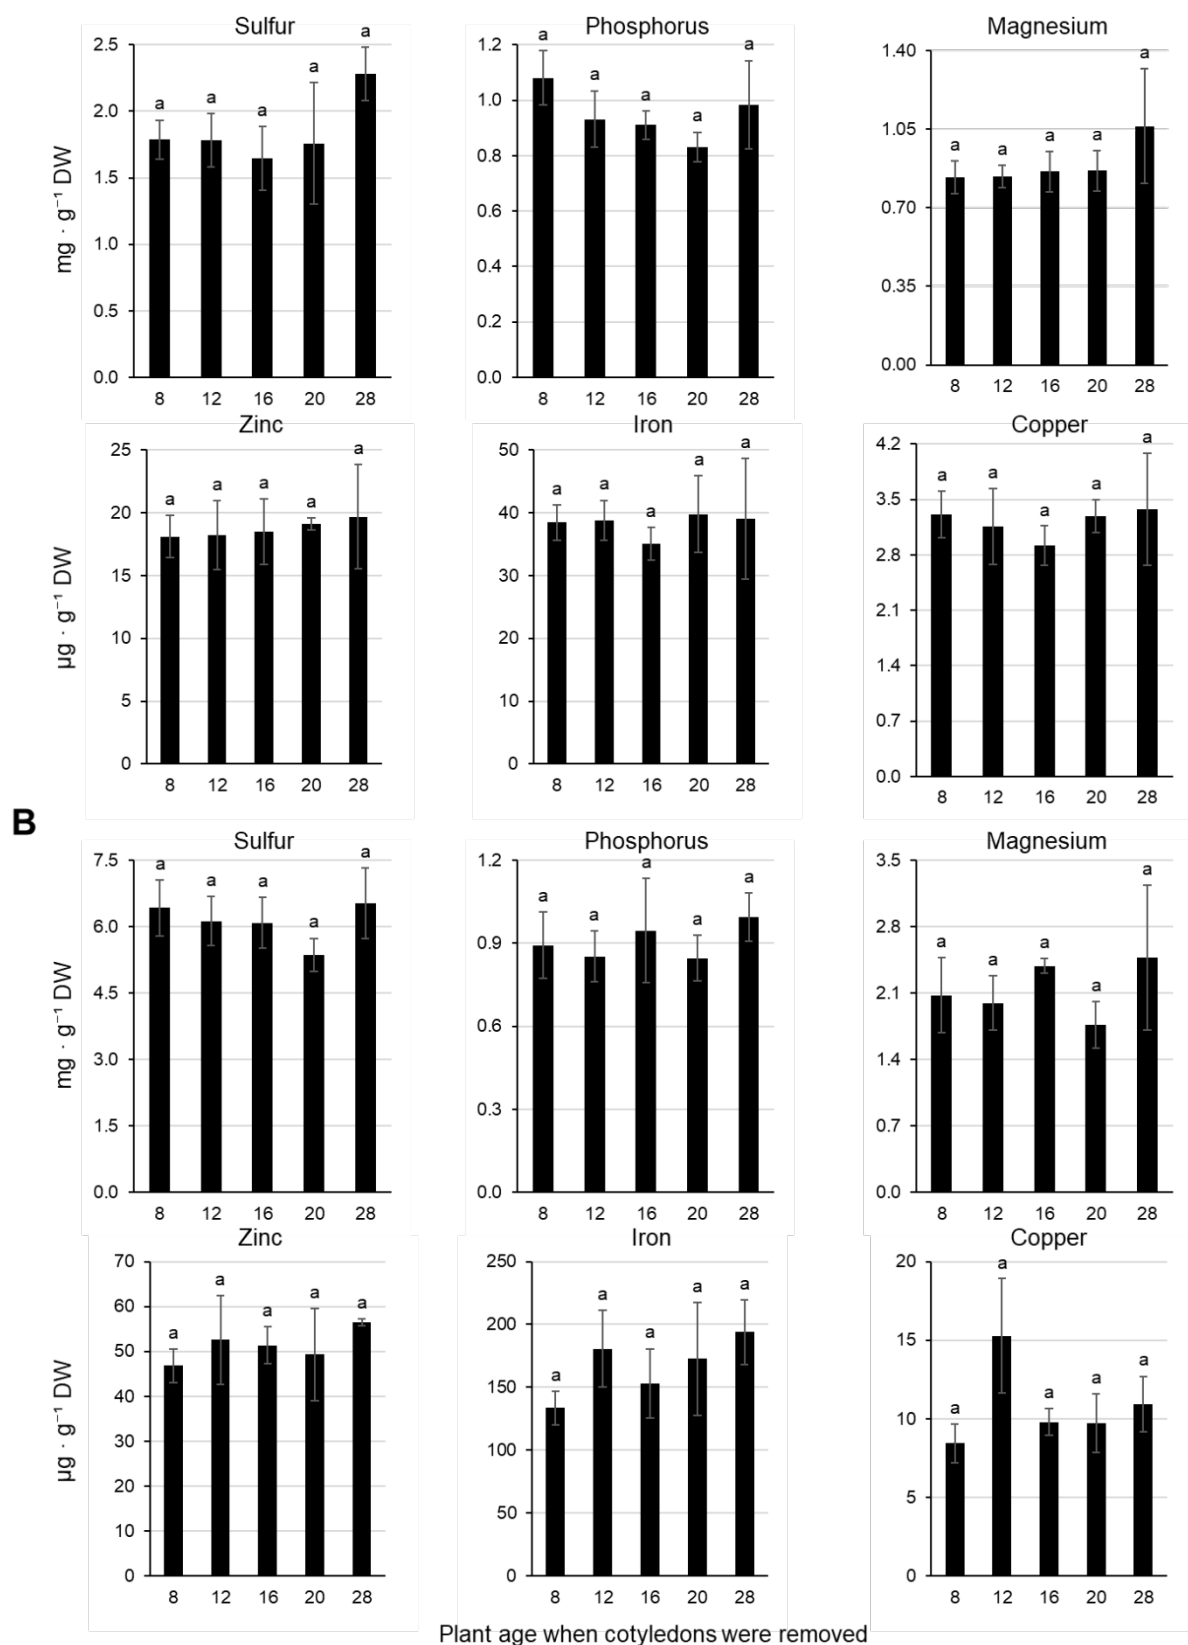 Sulfur Phosphorus Magnesium
mg · g⁻¹ DW
2.5 2.0 1.5 1.0 0.5 0.0
a a a a a
8 12 16 20 28
1.2 1.0 0.8 0.6 0.4 0.2 0.0
a a a a a
8 12 16 20 28
1.40 1.05 0.70 0.35 0.00
a a a a a
8 12 16 20 28
Zinc Iron Copper
µg · g⁻¹ DW
25 20 15 10 5 0
a a a a a
8 12 16 20 28
50 40 30 20 10 0
a a a a a
8 12 16 20 28
4.2 3.5 2.8 2.1 1.4 0.7 0.0
a a a a a
8 12 16 20 28
B
Sulfur Phosphorus Magnesium
mg · g⁻¹ DW
7.5 6.0 4.5 3.0 1.5 0.0
a a a a a
8 12 16 20 28
1.2 0.9 0.6 0.3 0.0
a a a a a
8 12 16 20 28
3.5 2.8 2.1 1.4 0.7 0.0
a a a a a
8 12 16 20 28
Zinc Iron Copper
µg · g⁻¹ DW
70 60 50 40 30 20 10 0
a a a a a
8 12 16 20 28
250 200 150 100 50 0
a a a a a
8 12 16 20 28
20 15 10 5 0
a a a a a
8 12 16 20 28
Plant age when cotyledons were removed